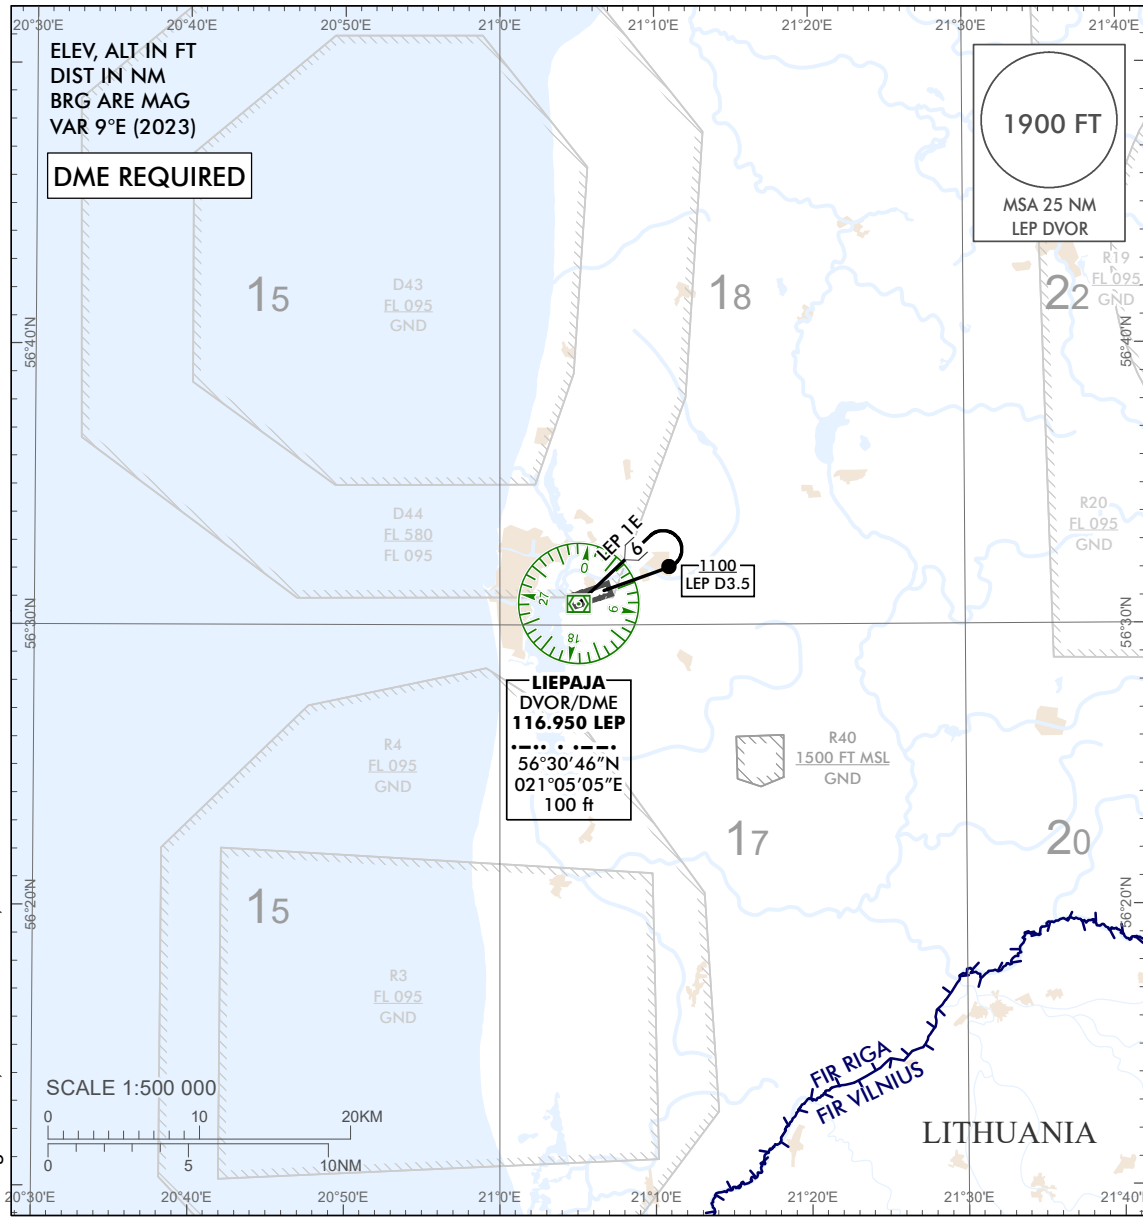 20°30'E 20°40'E 20°50'E 21°0'E 21°10'E 21°20'E 21°30'E 21°40'E
ELEV, ALT IN FT
DIST IN NM
BRG ARE MAG
VAR 9°E (2023)
DME REQUIRED
1900 FT
MSA 25 NM
LEP DVOR
R19
FL 095
GND
15
D43
FL 095
GND
18
22
56°40'N
56°40'N
D44
FL 580
FL 095
R20
FL 095
GND
LEP 1E
6
1100
LEP D3.5
0
27
9
18
56°30'N
56°30'N
LIEPAJA
DVOR/DME
116.950 LEP
56°30'46"N
021°05'05"E
100 ft
R4
FL 095
GND
R40
1500 FT MSL
GND
17
20
56°20'N
56°20'N
15
R3
FL 095
GND
FIR RIGA
FIR VILNIUS
LITHUANIA
SCALE 1:500 000
0 10 20KM
0 5 10NM
20°30'E 20°40'E 20°50'E 21°0'E 21°10'E 21°20'E 21°30'E 21°40'E